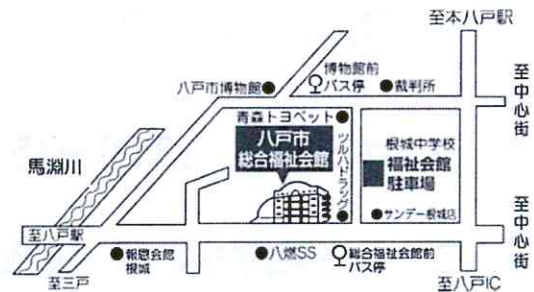 至本八戸駅
博物館前
バス停
裁判所
八戸市博物館
至中心街
青森トヨペット
八戸市
総合福祉会館
ツルハドラッグ
根城中学校
福祉会館
駐車場
馬淵川
サンデー根城店
至中心街
至八戸駅
報恩会館
根城
八燃SS
総合福祉会館前
バス停
至三戸
至八戸IC